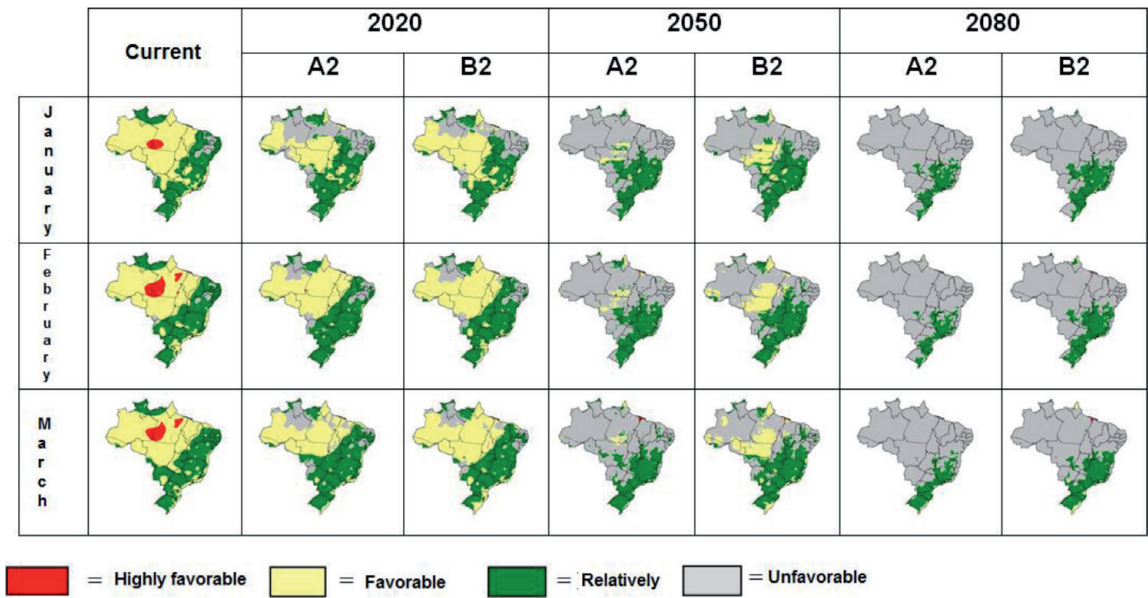 Current
2020
2050
2080
A2
B2
A2
B2
A2
B2
January
February
March
= Highly favorable
= Favorable
= Relatively
= Unfavorable